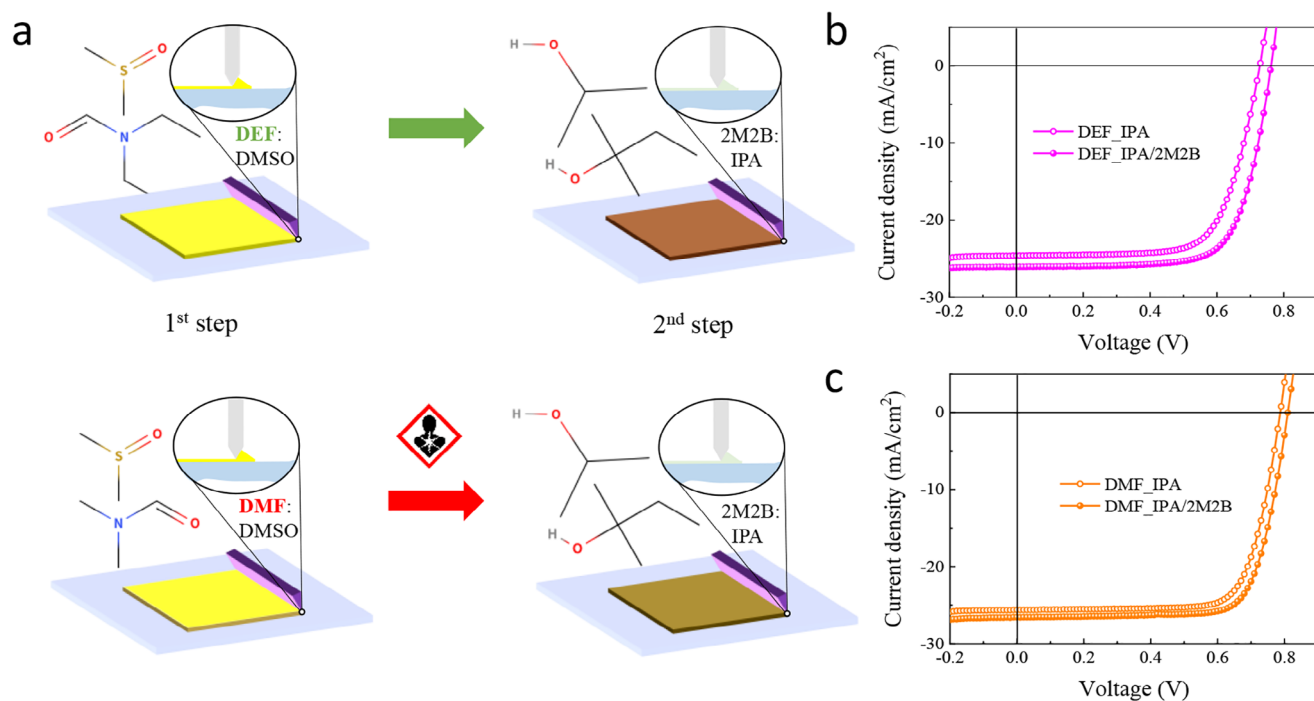 a
O
S
O
N
DEF:
DMSO
H
O
H
O
2M2B:
IPA
1st step
2nd step
S
O
N
O
DMF:
DMSO
H
O
H
O
2M2B:
IPA
b
Current density (mA/cm²)
0
-10
-20
-30
DEF_IPA
DEF_IPA/2M2B
-0.2 0.0 0.2 0.4 0.6 0.8
Voltage (V)
c
Current density (mA/cm²)
0
-10
-20
-30
DMF_IPA
DMF_IPA/2M2B
-0.2 0.0 0.2 0.4 0.6 0.8
Voltage (V)